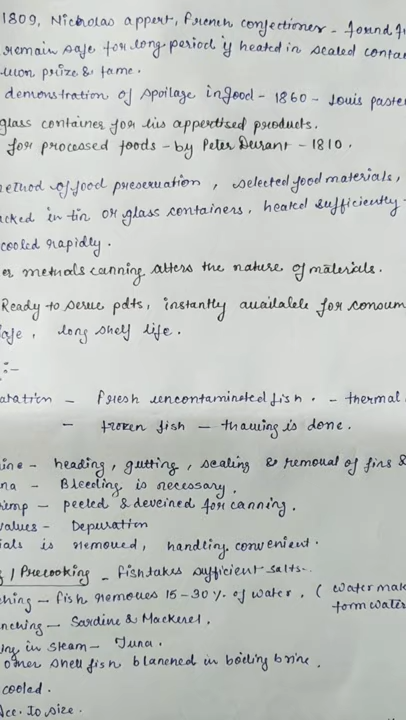 1809, Nicholas appert, French confectioner - found f
remain safe for long period if heated in sealed conta
won prize & fame.
demonstration of spoilage in food - 1860 - Louis paste
glass container for his appertised products.
for processed foods - by Peter Durant - 1810.
method of food preservation, selected food materials,
acked in tin or glass containers, heated sufficiently
cooled rapidly.
er methods canning alters the nature of materials.
Ready to serve pdts, instantly available for consum
afe, long shelf life.
:-
aration - Fresh uncontaminated fish. - thermal
- frozen fish - thawing is done.
ine - heading, gutting, scaling & removal of fins &
na - Bleeding is necessary.
rimp - peeled & deveined for canning.
valves - Depuration
ials is removed, handling convenient.
g / Precooking - fish takes sufficient salts.
ching - fish removes 15-30% of water. (water mak
form water
nching - Sardine & Mackerel.
ing in steam - Tuna.
other shell fish blanched in boiling brine.
cooled.
Acc. to size.